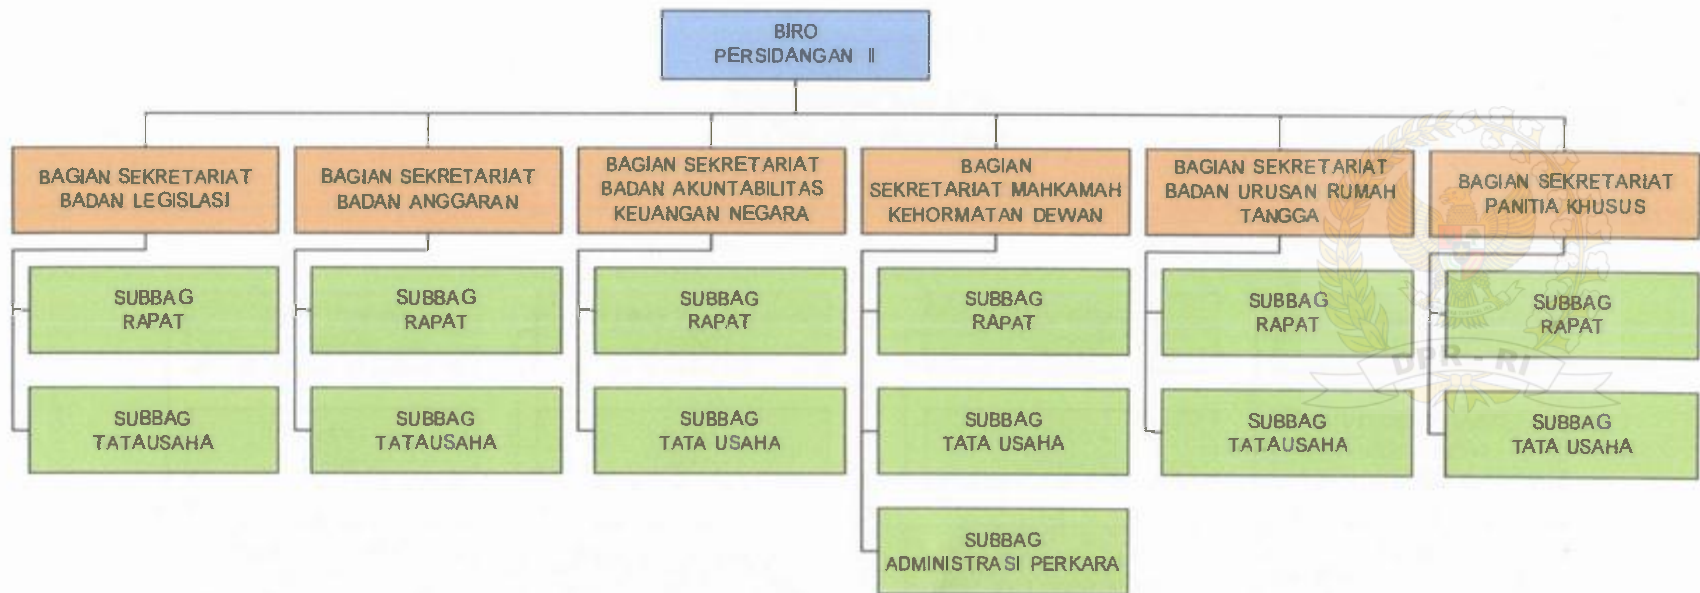 BIRO
PERSIDANGAN II
BAGIAN SEKRETARIAT
BADAN LEGISLASI
BAGIAN SEKRETARIAT
BADAN ANGGARAN
BAGIAN SEKRETARIAT
BADAN AKUNTABILITAS
KEUANGAN NEGARA
BAGIAN
SEKRETARIAT MAHKAMAH
KEHORMATAN DEWAN
BAGIAN SEKRETARIAT
BADAN URUSAN RUMAH
TANGGA
BAGIAN SEKRETARIAT
PANITIA KHUSUS
SUBBAG
RAPAT
SUBBAG
RAPAT
SUBBAG
RAPAT
SUBBAG
RAPAT
SUBBAG
RAPAT
SUBBAG
RAPAT
DPR - RI
SUBBAG
TATAUSAHA
SUBBAG
TATAUSAHA
SUBBAG
TATA USAHA
SUBBAG
TATA USAHA
SUBBAG
TATAUSAHA
SUBBAG
TATA USAHA
SUBBAG
ADMINISTRASI PERKARA